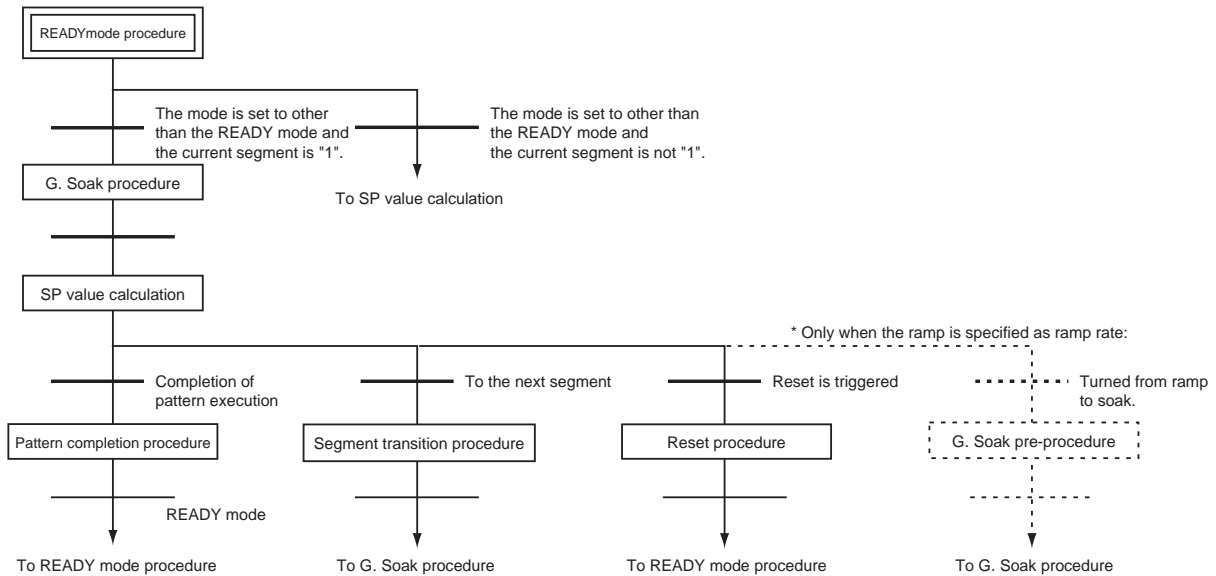 READYmode procedure
The mode is set to other
than the READY mode and
the current segment is "1".
The mode is set to other than
the READY mode and
the current segment is not "1".
G. Soak procedure
To SP value calculation
SP value calculation
* Only when the ramp is specified as ramp rate:
Completion of
pattern execution
To the next segment
Reset is triggered
Turned from ramp
to soak.
Pattern completion procedure
Segment transition procedure
Reset procedure
G. Soak pre-procedure
READY mode
To READY mode procedure
To G. Soak procedure
To READY mode procedure
To G. Soak procedure